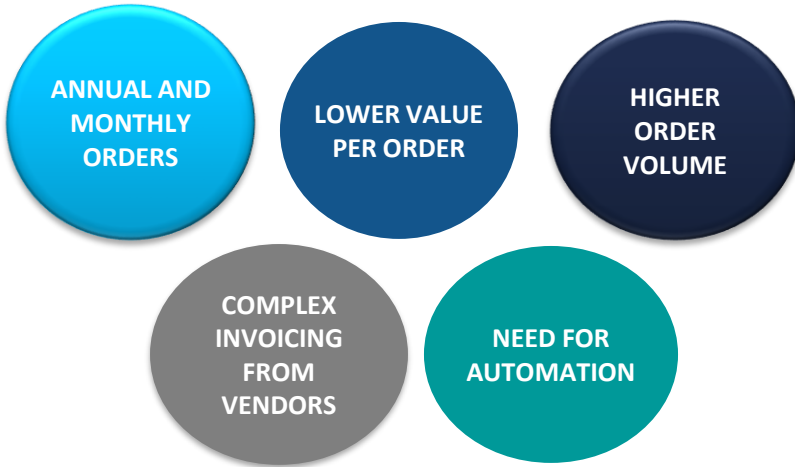 ANNUAL AND
MONTHLY
ORDERS
LOWER VALUE
PER ORDER
HIGHER
ORDER
VOLUME
COMPLEX
INVOICING
FROM
VENDORS
NEED FOR
AUTOMATION